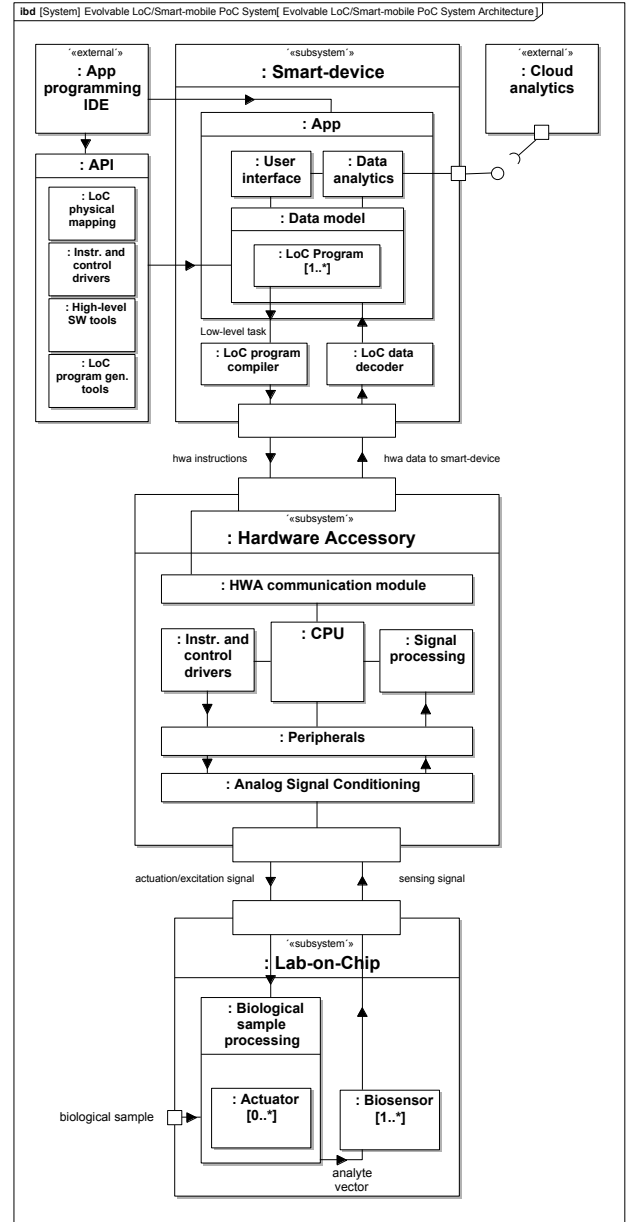 ibd [System] Evolvable LoC/Smart-mobile PoC System[ Evolvable LoC/Smart-mobile PoC System Architecture]
´«external´»
: App
programming
IDE
´«subsystem´»
: Smart-device
´«external´»
: Cloud
analytics
: App
: User
interface
: Data
analytics
: Data model
: LoC Program
[1..*]
: API
: LoC
physical
mapping
: Instr. and
control
drivers
: High-level
SW tools
: LoC
program gen.
tools
Low-level task
: LoC program
compiler
: LoC data
decoder
hwa instructions
hwa data to smart-device
´«subsystem´»
: Hardware Accessory
: HWA communication module
: Instr. and
control
drivers
: CPU
: Signal
processing
: Peripherals
: Analog Signal Conditioning
actuation/excitation signal
sensing signal
´«subsystem´»
: Lab-on-Chip
: Biological
sample
processing
: Actuator
[0..*]
: Biosensor
[1..*]
biological sample
analyte
vector